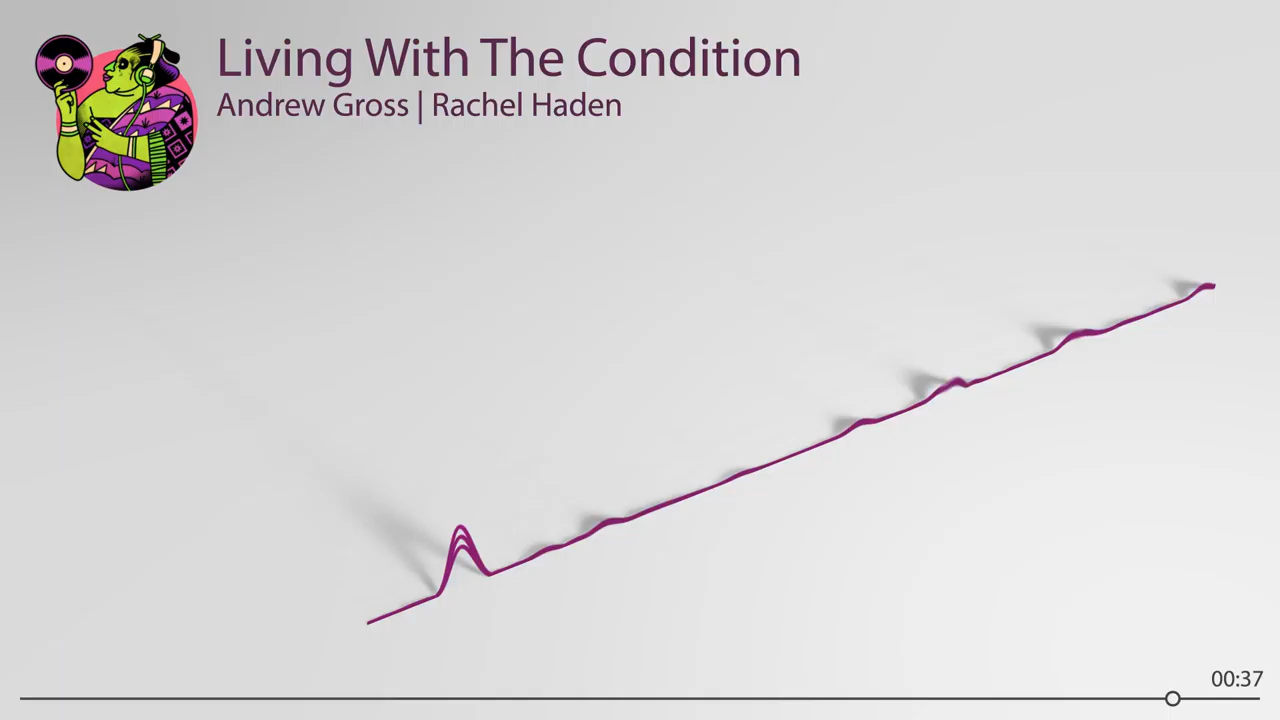 Living With The Condition
Andrew Gross | Rachel Haden
00:37